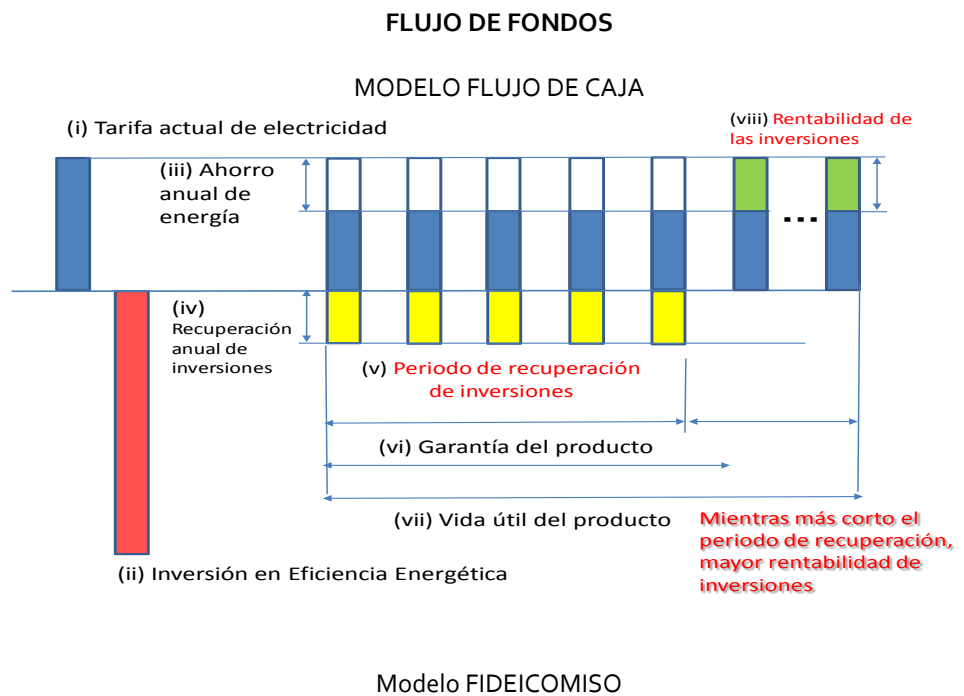 FLUJO DE FONDOS
MODELO FLUJO DE CAJA
(i) Tarifa actual de electricidad
(viii) Rentabilidad de
las inversiones
(iii) Ahorro
anual de
energía
...
(iv)
Recuperación
anual de
inversiones
(v) Periodo de recuperación
de inversiones
(vi) Garantía del producto
(vii) Vida útil del producto
Mientras más corto el
periodo de recuperación,
mayor rentabilidad de
inversiones
(ii) Inversión en Eficiencia Energética
Modelo FIDEICOMISO